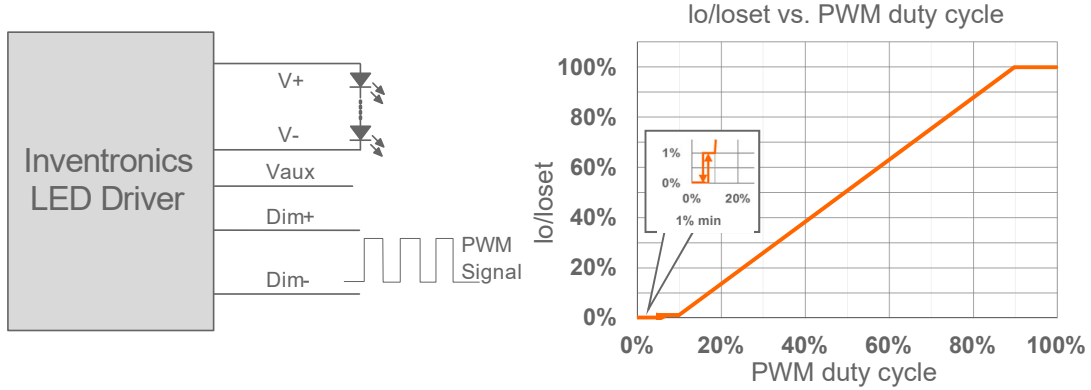 Inventronics
LED Driver
V+
V-
Vaux
Dim+
Dim-
PWM
Signal
Io/Ioset vs. PWM duty cycle
Io/Ioset
100%
80%
60%
40%
20%
0%
1%
0%
0%
20%
1% min
0%
20%
40%
60%
80%
100%
PWM duty cycle